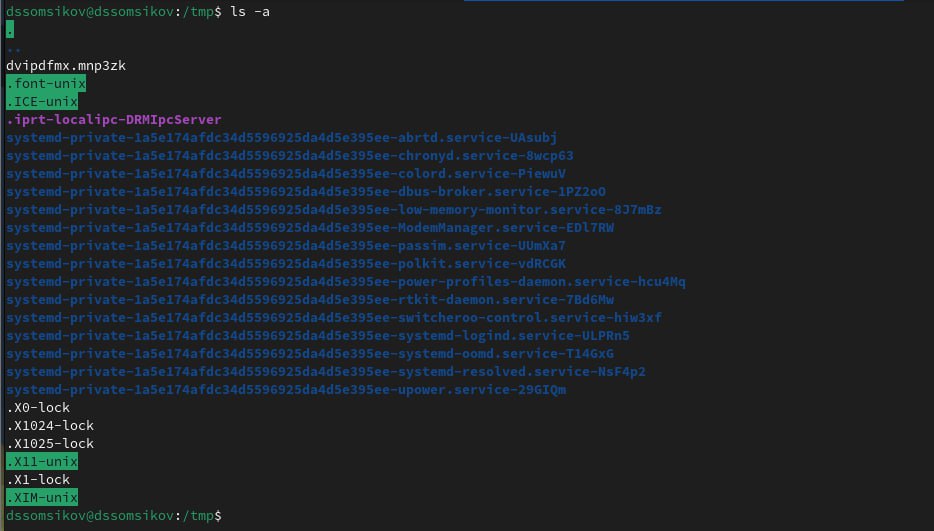 dssomsikov@dssomsikov:/tmp$ ls -a
.
..
dvipdfmx.mnp3zk
.font-unix
.ICE-unix
.iprt-localipc-DRMIpcServer
systemd-private-1a5e174afdc34d5596925da4d5e395ee-abrtd.service-UAsubj
systemd-private-1a5e174afdc34d5596925da4d5e395ee-chronyd.service-8wcp63
systemd-private-1a5e174afdc34d5596925da4d5e395ee-colord.service-PiewuV
systemd-private-1a5e174afdc34d5596925da4d5e395ee-dbus-broker.service-1PZ2oO
systemd-private-1a5e174afdc34d5596925da4d5e395ee-low-memory-monitor.service-8J7mBz
systemd-private-1a5e174afdc34d5596925da4d5e395ee-ModemManager.service-EDl7RW
systemd-private-1a5e174afdc34d5596925da4d5e395ee-passim.service-UUmXa7
systemd-private-1a5e174afdc34d5596925da4d5e395ee-polkit.service-vdRCGK
systemd-private-1a5e174afdc34d5596925da4d5e395ee-power-profiles-daemon.service-hcu4Mq
systemd-private-1a5e174afdc34d5596925da4d5e395ee-rtkit-daemon.service-7Bd6Mw
systemd-private-1a5e174afdc34d5596925da4d5e395ee-switcheroo-control.service-hiw3xf
systemd-private-1a5e174afdc34d5596925da4d5e395ee-systemd-logind.service-ULPRn5
systemd-private-1a5e174afdc34d5596925da4d5e395ee-systemd-oomd.service-T14GxG
systemd-private-1a5e174afdc34d5596925da4d5e395ee-systemd-resolved.service-NsF4p2
systemd-private-1a5e174afdc34d5596925da4d5e395ee-upower.service-29GIQm
.X0-lock
.X1024-lock
.X1025-lock
.X11-unix
.X1-lock
.XIM-unix
dssomsikov@dssomsikov:/tmp$